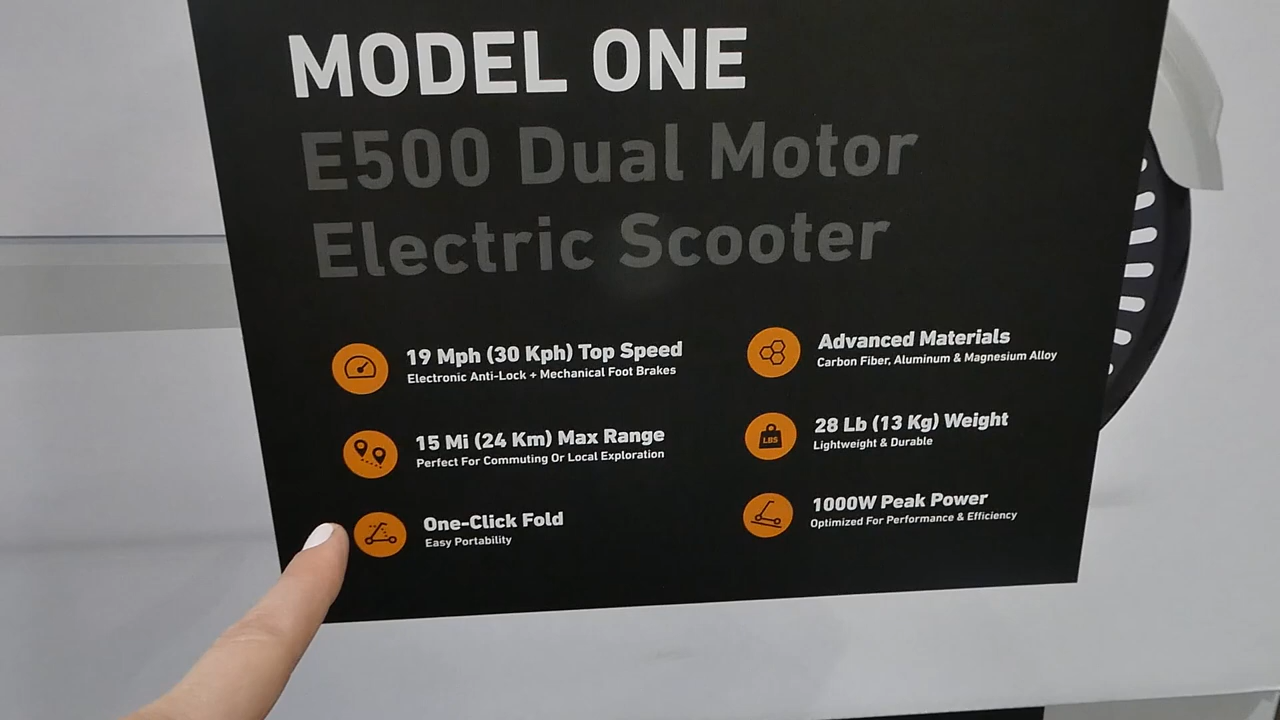 MODEL ONE
E500 Dual Motor
Electric Scooter
19 Mph (30 Kph) Top Speed
Electronic Anti-Lock + Mechanical Foot Brakes
15 Mi (24 Km) Max Range
Perfect For Commuting Or Local Exploration
One-Click Fold
Easy Portability
Advanced Materials
Carbon Fiber, Aluminum & Magnesium Alloy
LBS
28 Lb (13 Kg) Weight
Lightweight & Durable
1000W Peak Power
Optimized For Performance & Efficiency